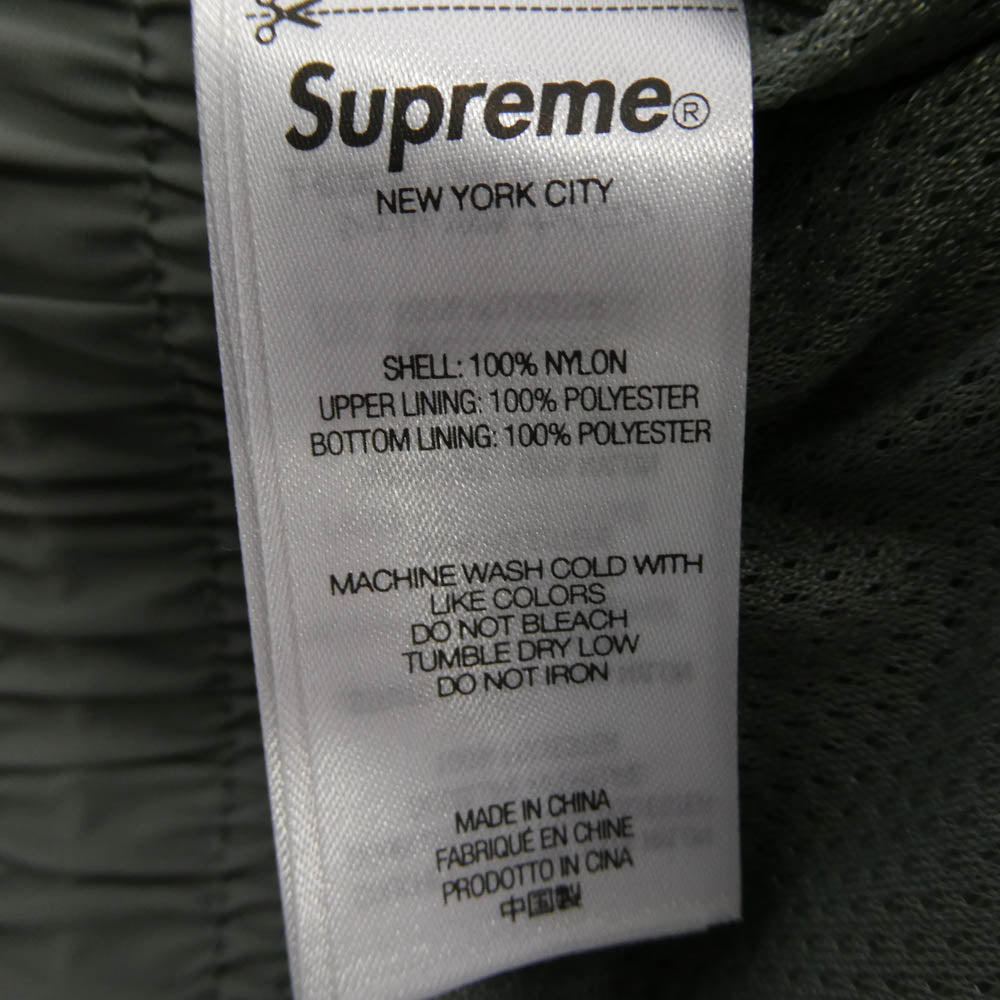 Supreme®
NEW YORK CITY
SHELL: 100% NYLON
UPPER LINING: 100% POLYESTER
BOTTOM LINING: 100% POLYESTER
MACHINE WASH COLD WITH
LIKE COLORS
DO NOT BLEACH
TUMBLE DRY LOW
DO NOT IRON
MADE IN CHINA
FABRIQUÉ EN CHINE
PRODOTTO IN CINA
中国製